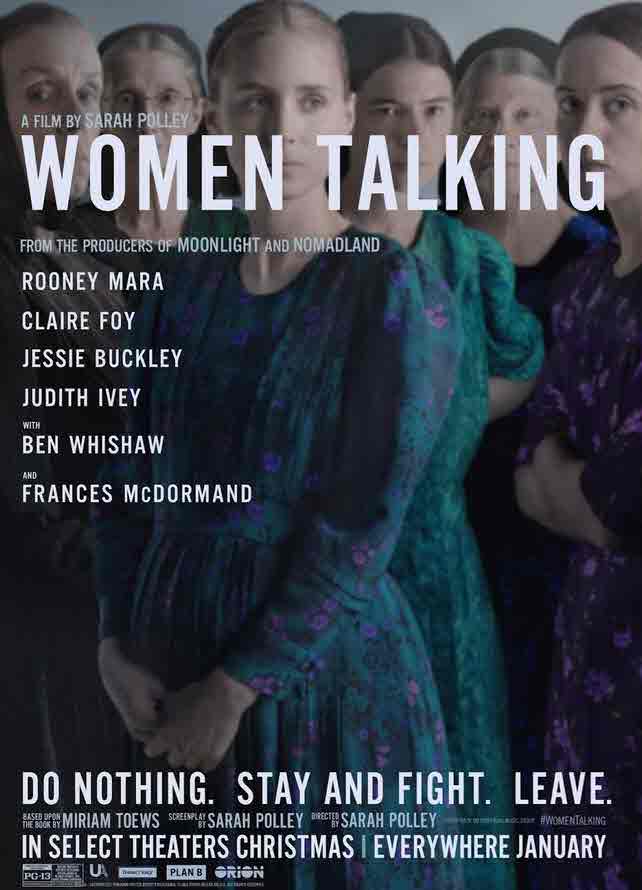 A FILM BY SARAH POLLEY
WOMEN TALKING
FROM THE PRODUCERS OF MOONLIGHT AND NOMADLAND
ROONEY MARA
CLAIRE FOY
JESSIE BUCKLEY
JUDITH IVEY
WITH
BEN WHISHAW
AND
FRANCES McDORMAND
DO NOTHING. STAY AND FIGHT. LEAVE.
BASED UPON THE BOOK BY MIRIAM TOEWS SCREENPLAY BY SARAH POLLEY DIRECTED BY SARAH POLLEY #WOMENTALKING
IN SELECT THEATERS CHRISTMAS | EVERYWHERE JANUARY
PG-13 UA PLAN B ORION